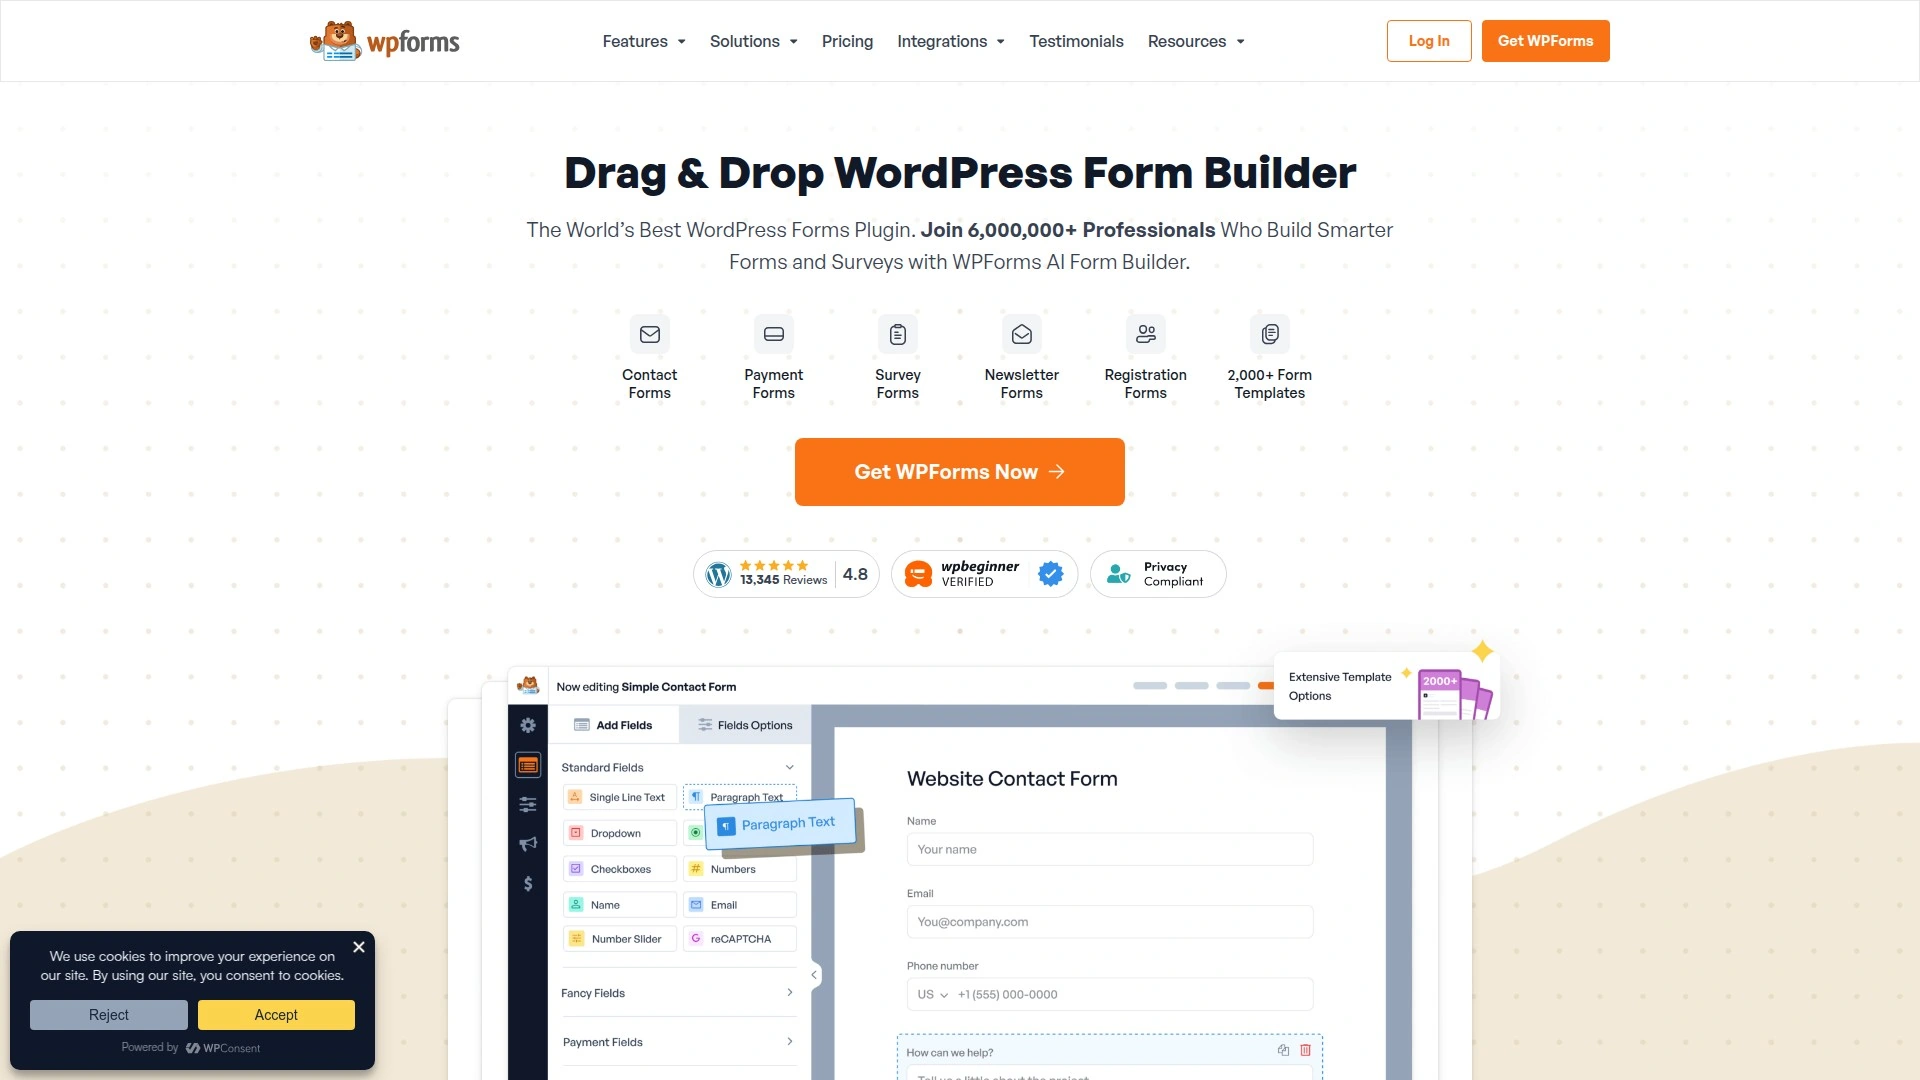 wpforms
Features
Solutions
Pricing
Integrations
Testimonials
Resources
Log In
Get WPForms
Drag & Drop WordPress Form Builder
The World's Best WordPress Forms Plugin. Join 6,000,000+ Professionals Who Build Smarter
Forms and Surveys with WPForms AI Form Builder.
Contact
Forms
Payment
Forms
Survey
Forms
Newsletter
Forms
Registration
Forms
2,000+ Form
Templates
Get WPForms Now →
13,345 Reviews
4.8
wpbeginner
VERIFIED
Privacy
Compliant
Extensive Template
Options
2000+
Now editing Simple Contact Form
Add Fields
Fields Options
Standard Fields
Single Line Text
Paragraph Text
Paragraph Text
Dropdown
Checkboxes
Numbers
Name
Email
Number Slider
reCAPTCHA
Fancy Fields
Payment Fields
Website Contact Form
Name
Your name
Email
You@company.com
Phone number
US
+1 (555) 000-0000
How can we help?
Tell us a little about the project
We use cookies to improve your experience on
our site. By using our site, you consent to cookies.
Reject
Accept
Powered by WPConsent